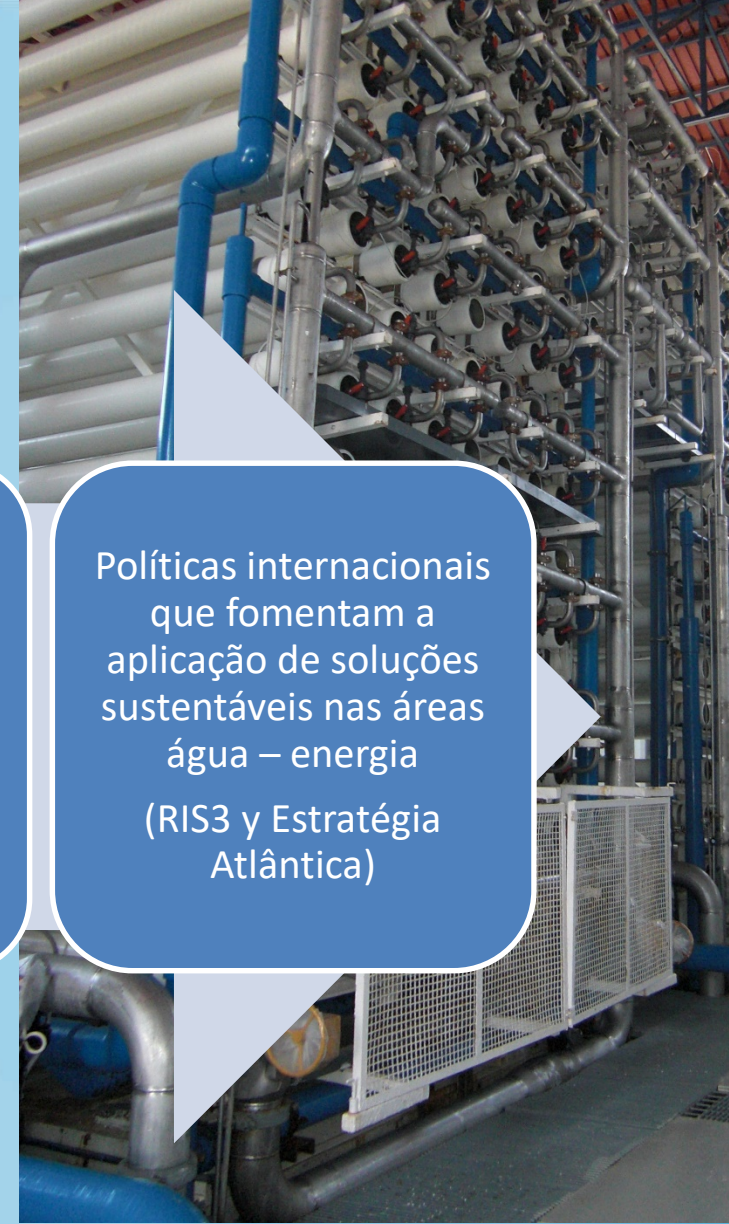 Políticas internacionais
que fomentam a
aplicação de soluções
sustentáveis nas áreas
água – energia
(RIS3 y Estratégia
Atlântica)